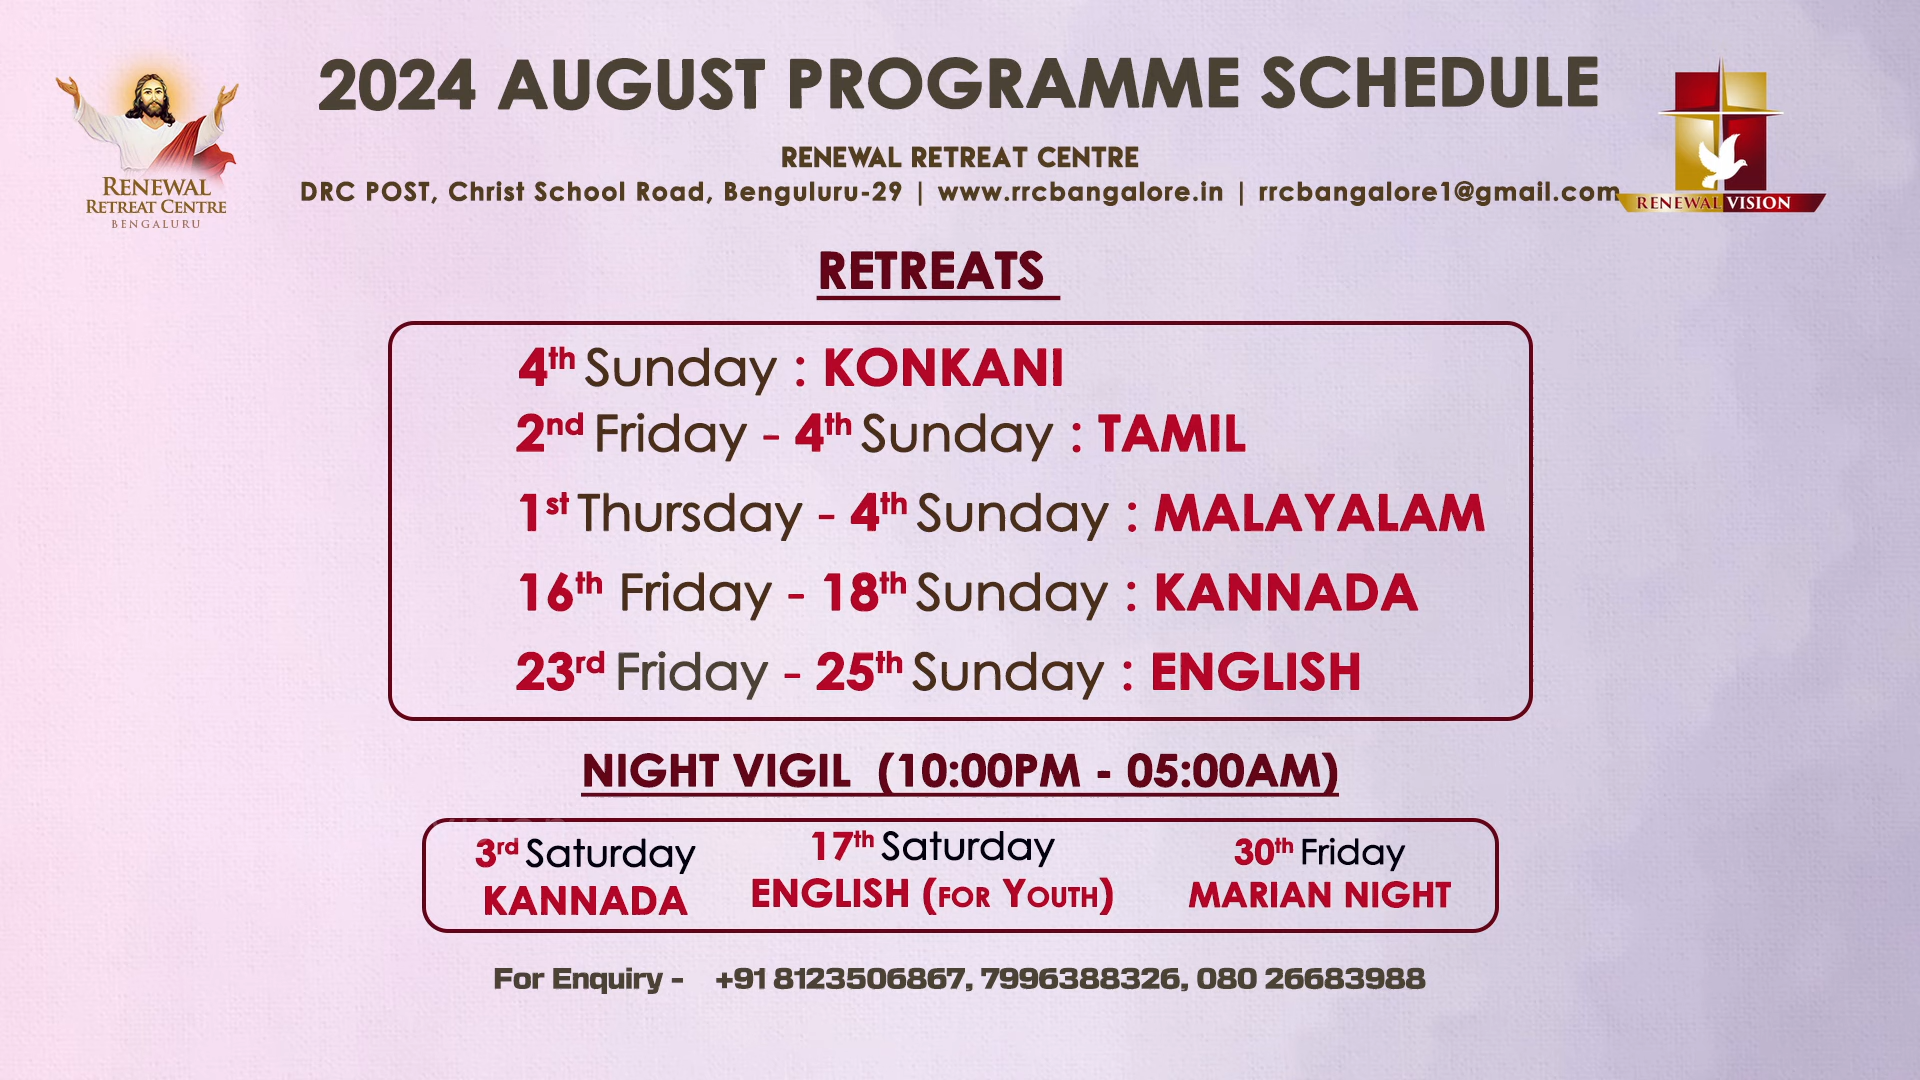 2024 AUGUST PROGRAMME SCHEDULE
RENEWAL RETREAT CENTRE
DRC POST, Christ School Road, Benguluru-29 | www.rrcbangalore.in | rrcbangalore1@gmail.com
RENEWAL
RETREAT CENTRE
BENGALURU
RENEWAL VISION
RETREATS
4th Sunday : KONKANI
2nd Friday - 4th Sunday : TAMIL
1st Thursday - 4th Sunday : MALAYALAM
16th Friday - 18th Sunday : KANNADA
23rd Friday - 25th Sunday : ENGLISH
NIGHT VIGIL (10:00PM - 05:00AM)
3rd Saturday
KANNADA
17th Saturday
ENGLISH (FOR YOUTH)
30th Friday
MARIAN NIGHT
For Enquiry - +91 8123506867, 7996388326, 080 26683988